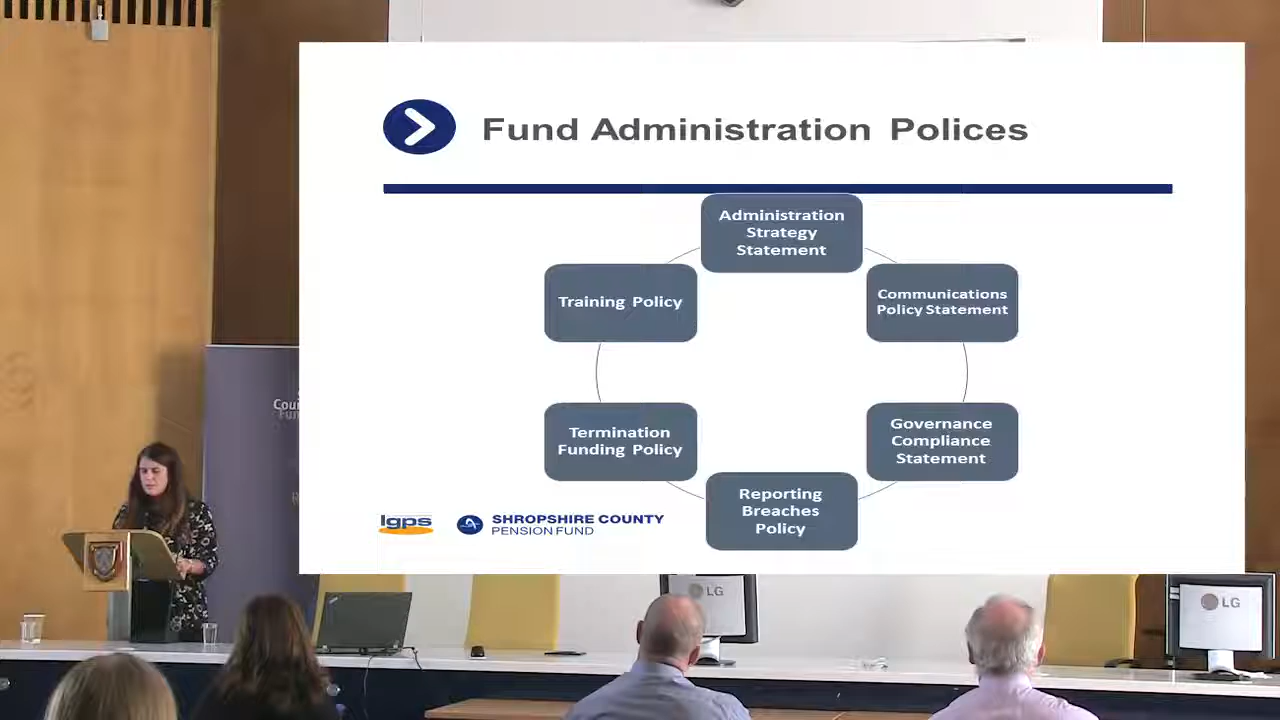 Fund Administration Polices
Administration
Strategy
Statement
Communications
Policy Statement
Governance
Compliance
Statement
Reporting
Breaches
Policy
Termination
Funding Policy
Training Policy
lgps
SHROPSHIRE COUNTY
PENSION FUND
LG
LG